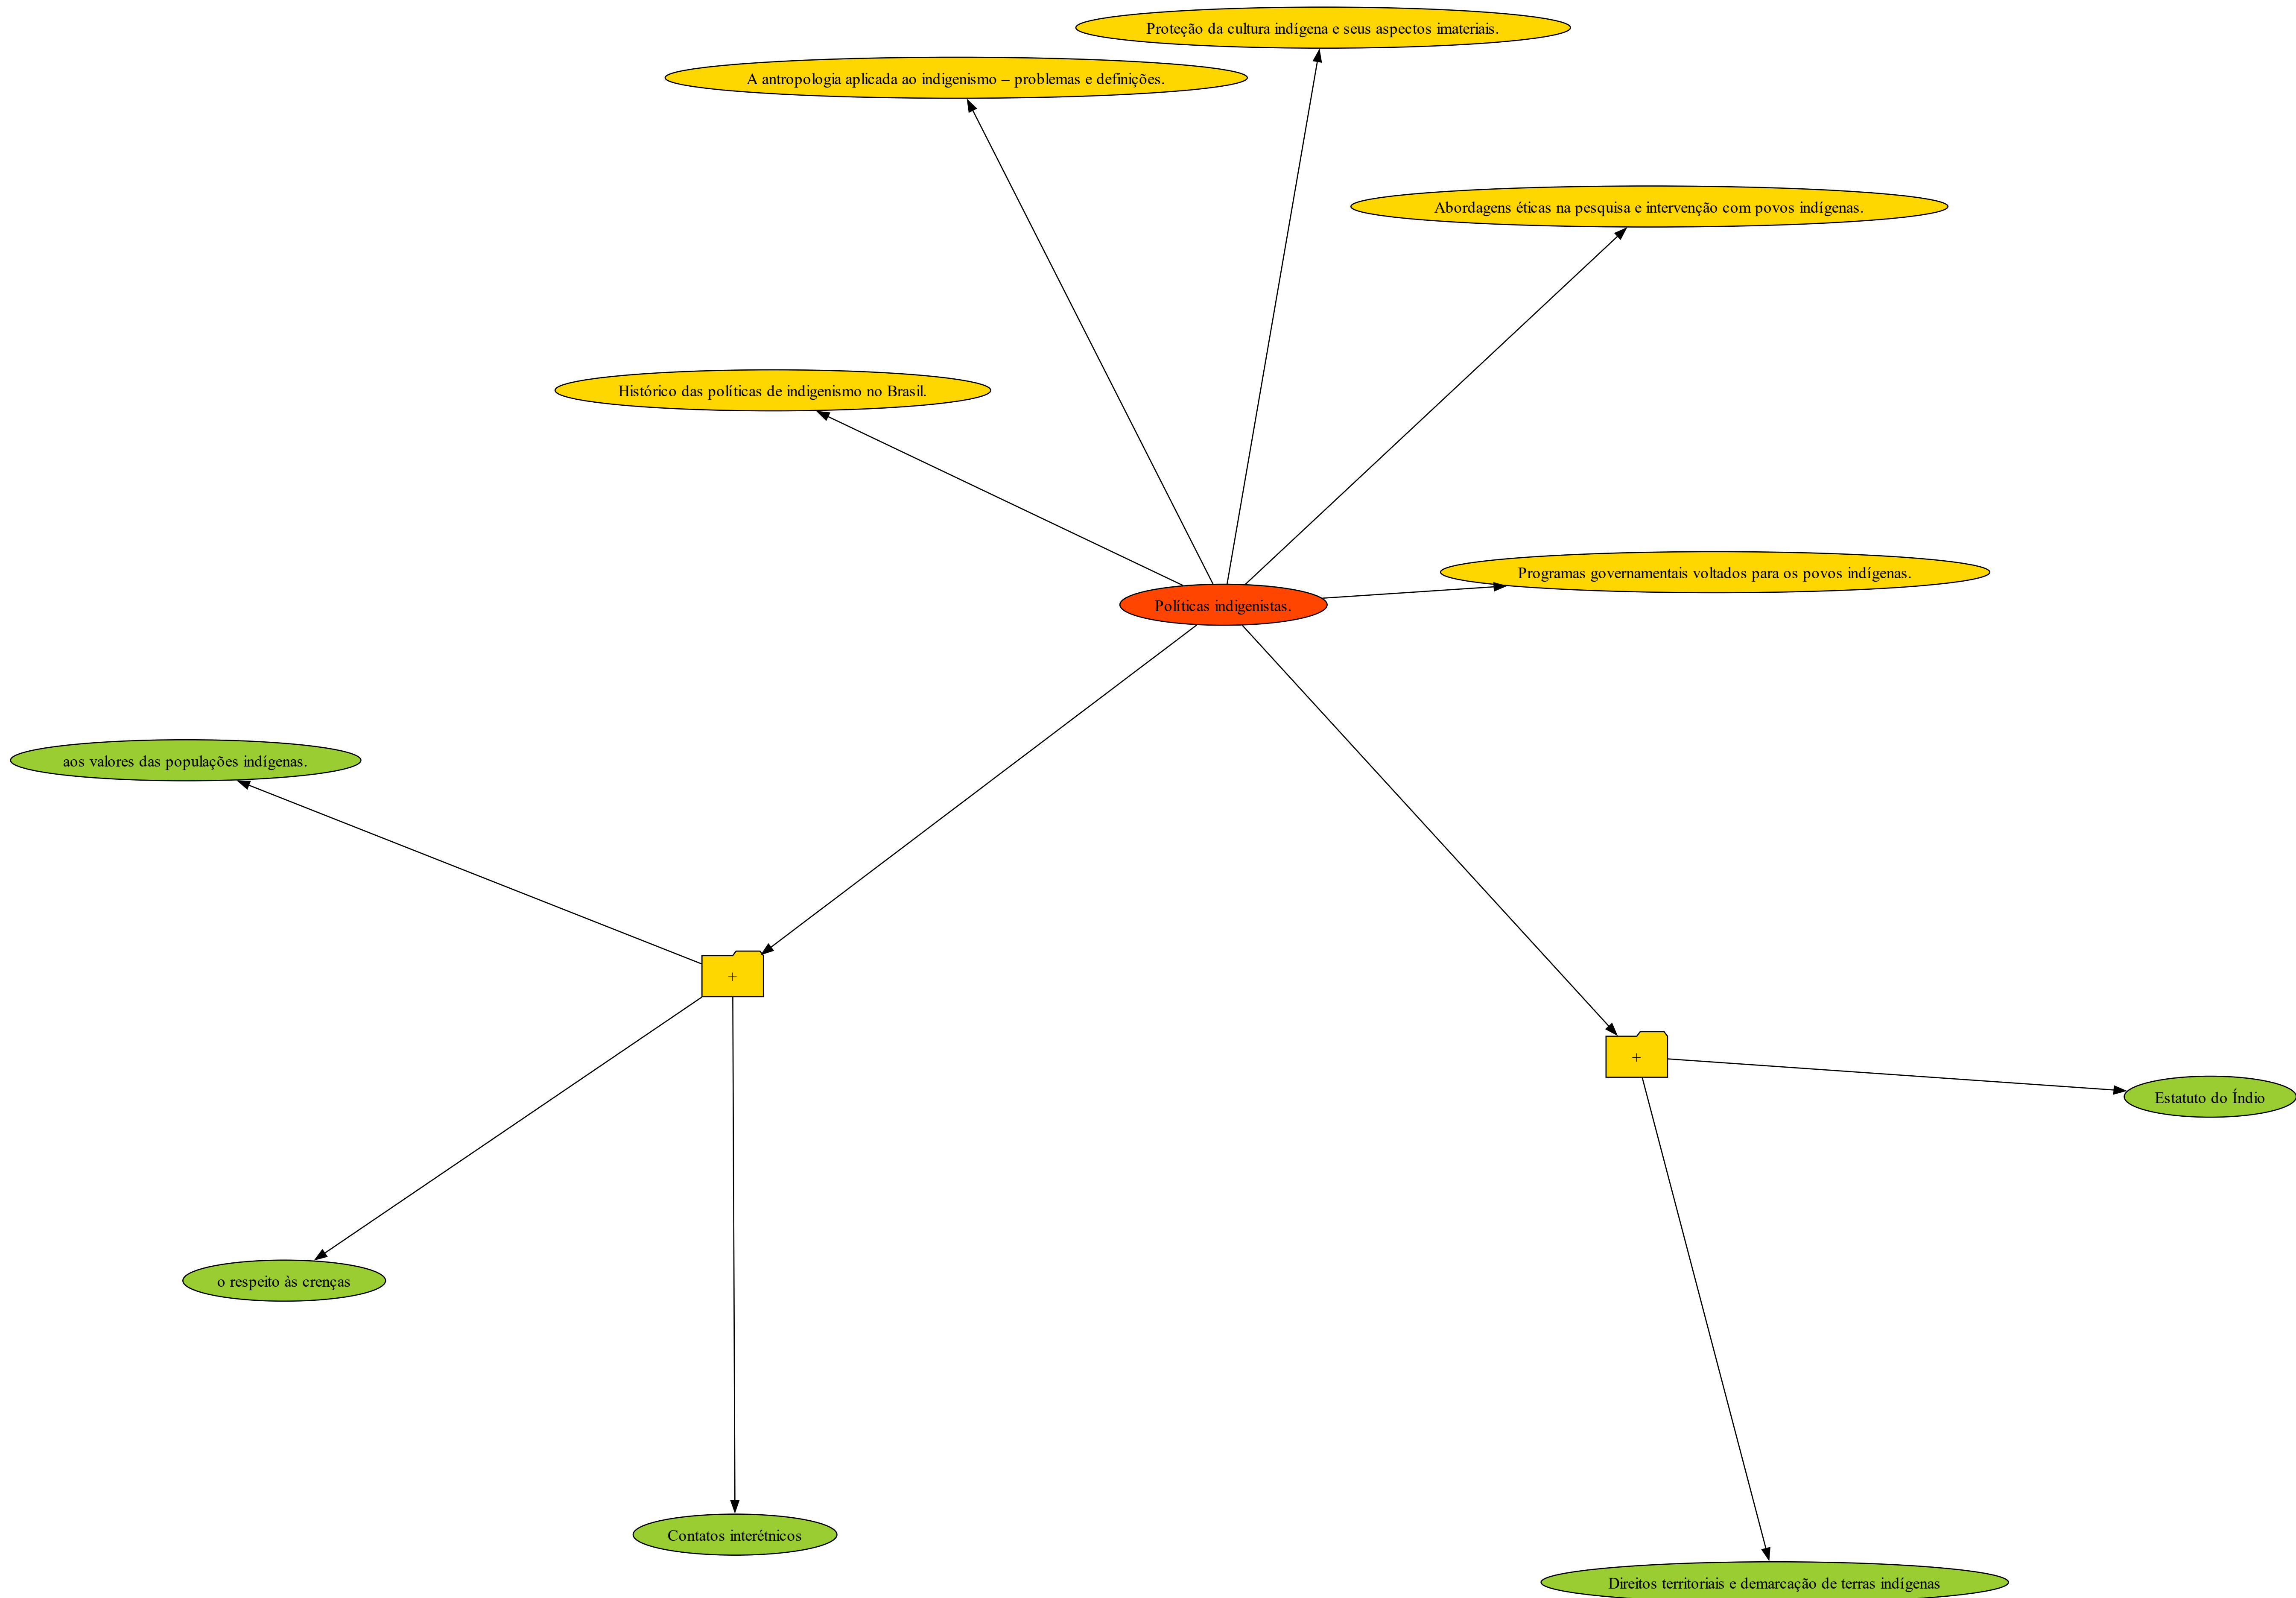 Proteção da cultura indígena e seus aspectos imateriais.
A antropologia aplicada ao indigenismo – problemas e definições.
Abordagens éticas na pesquisa e intervenção com povos indígenas.
Histórico das políticas de indigenismo no Brasil.
Programas governamentais voltados para os povos indígenas.
Políticas indigenistas.
aos valores das populações indígenas.
+
+
Estatuto do Índio
o respeito às crenças
Contatos interétnicos
Direitos territoriais e demarcação de terras indígenas